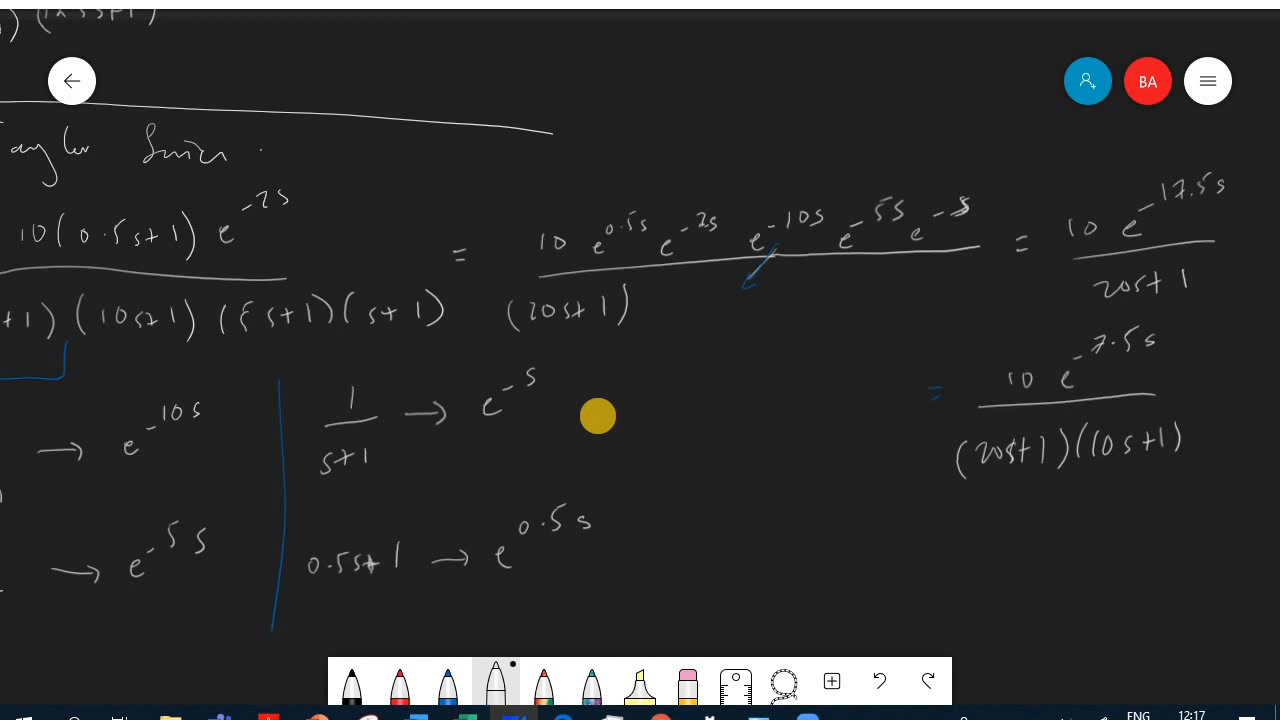 BA
10(0.5s+1) e^{-2s}
+1) (10s+1) (5s+1)(s+1)
= 10 e^{0.5s} e^{-2s} e^{-10s} e^{-5s} e^{-s}
(20s+1)
= 10 e^{-17.5s}
20s+1
= 10 e^{-7.5s}
(20s+1)(10s+1)
→ e^{-10s}
→ e^{-5s}
1
s+1
→ e^{-s}
0.5s+1 → e^{0.5s}
ENG 12:17